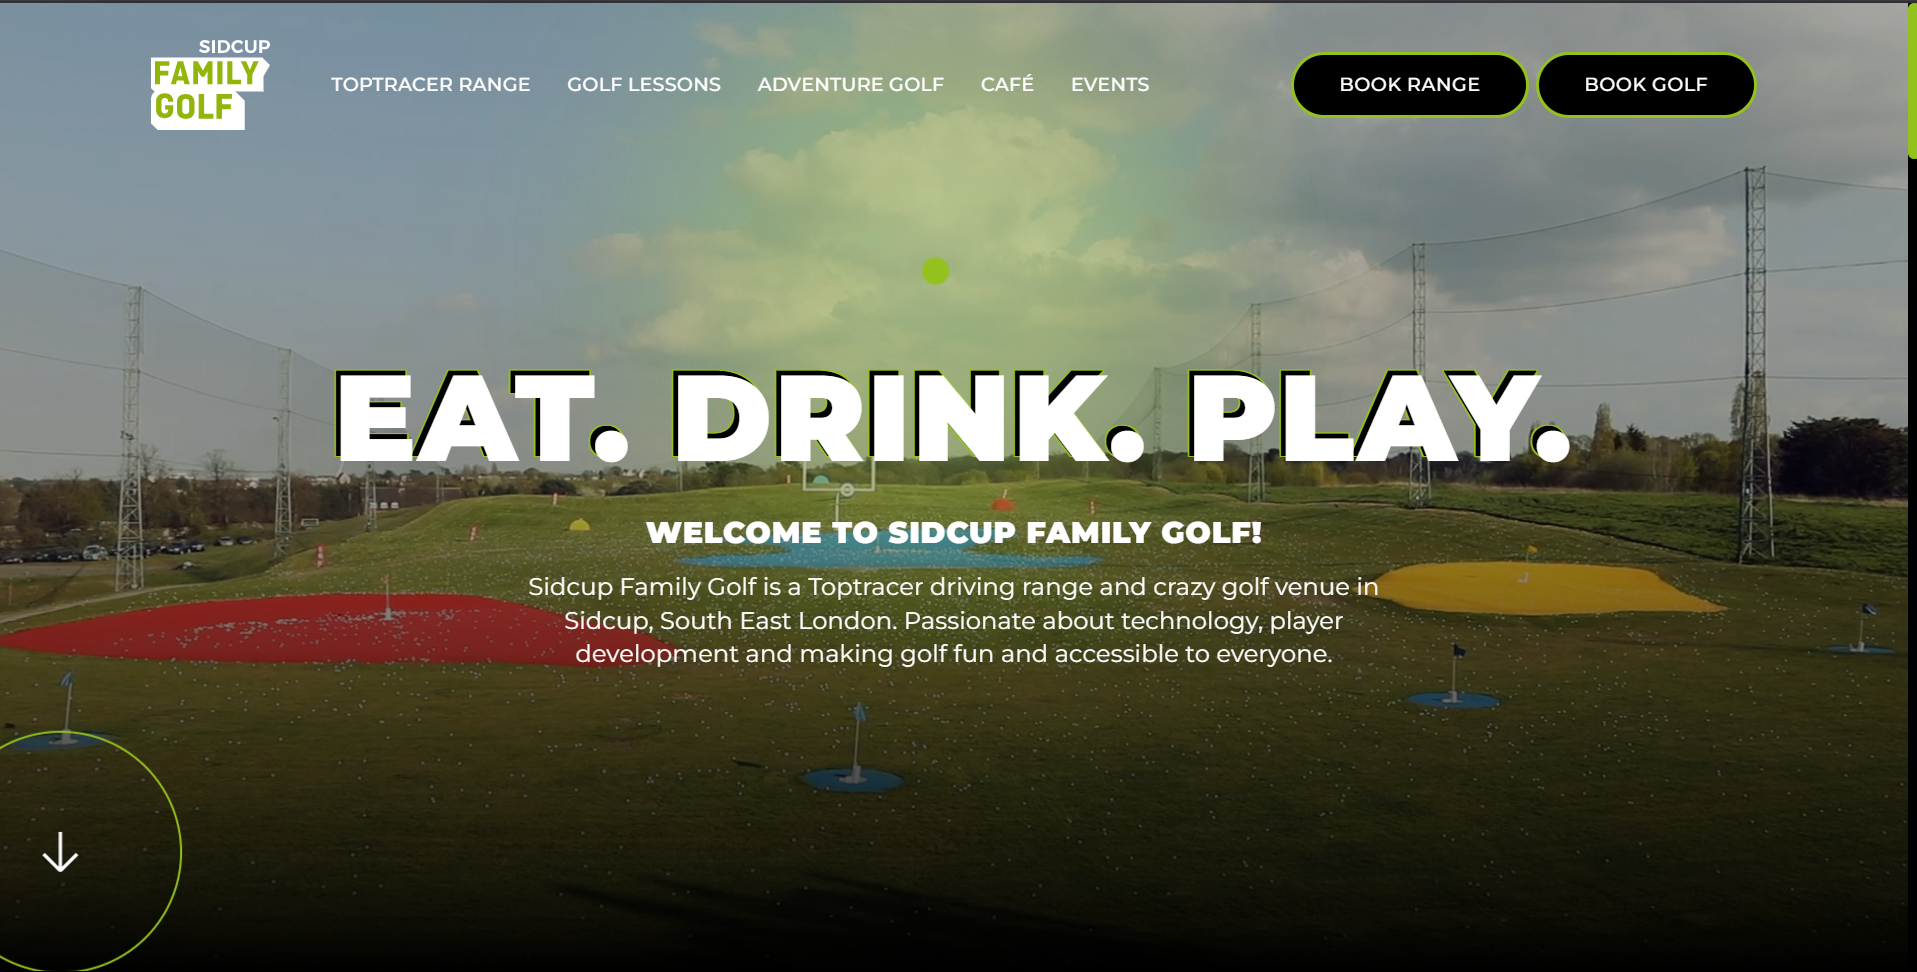 SIDCUP
FAMILY
GOLF
TOPTRACER RANGE
GOLF LESSONS
ADVENTURE GOLF
CAFÉ
EVENTS
BOOK RANGE
BOOK GOLF
EAT. DRINK. PLAY.
WELCOME TO SIDCUP FAMILY GOLF!
Sidcup Family Golf is a Toptracer driving range and crazy golf venue in
Sidcup, South East London. Passionate about technology, player
development and making golf fun and accessible to everyone.